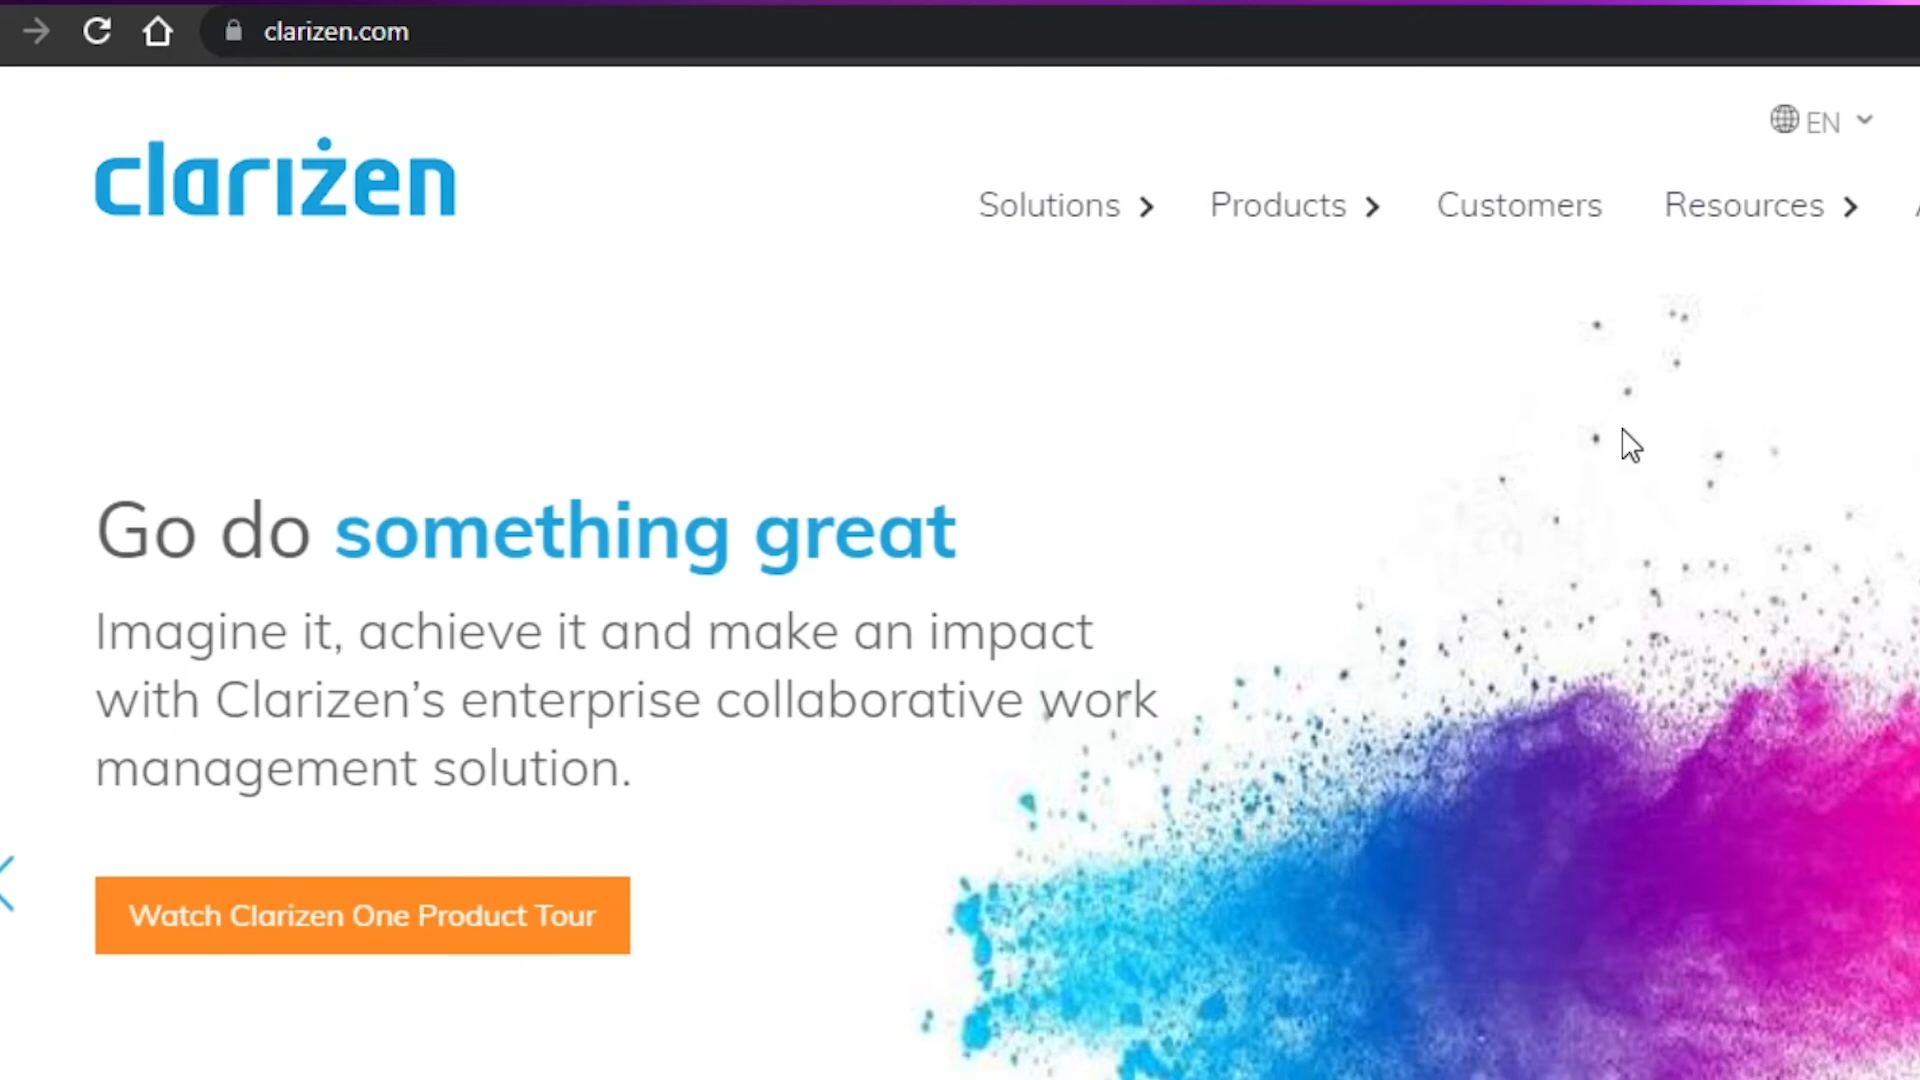 clarizen.com
EN
clarizen
Solutions
Products
Customers
Resources
Go do something great
Imagine it, achieve it and make an impact
with Clarizen’s enterprise collaborative work
management solution.
Watch Clarizen One Product Tour